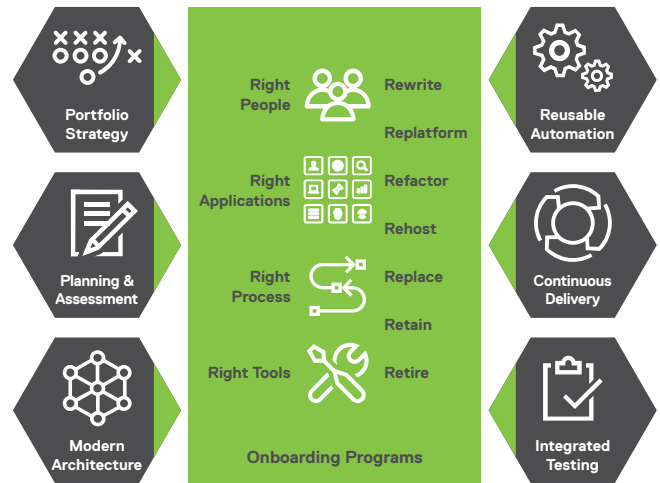 Portfolio
Strategy
Planning &
Assessment
Modern
Architecture
Right
People
Right
Applications
Right
Process
Right Tools
Rewrite
Replatform
Refactor
Rehost
Replace
Retain
Retire
Onboarding Programs
Reusable
Automation
Continuous
Delivery
Integrated
Testing